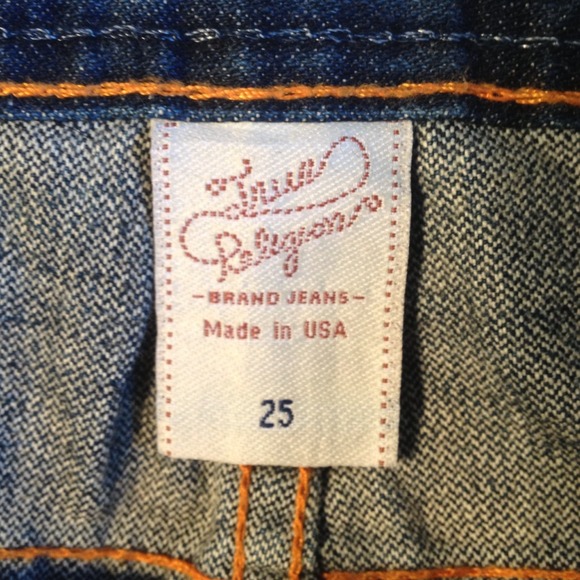 True
Religion
-BRAND JEANS-
Made in USA
25